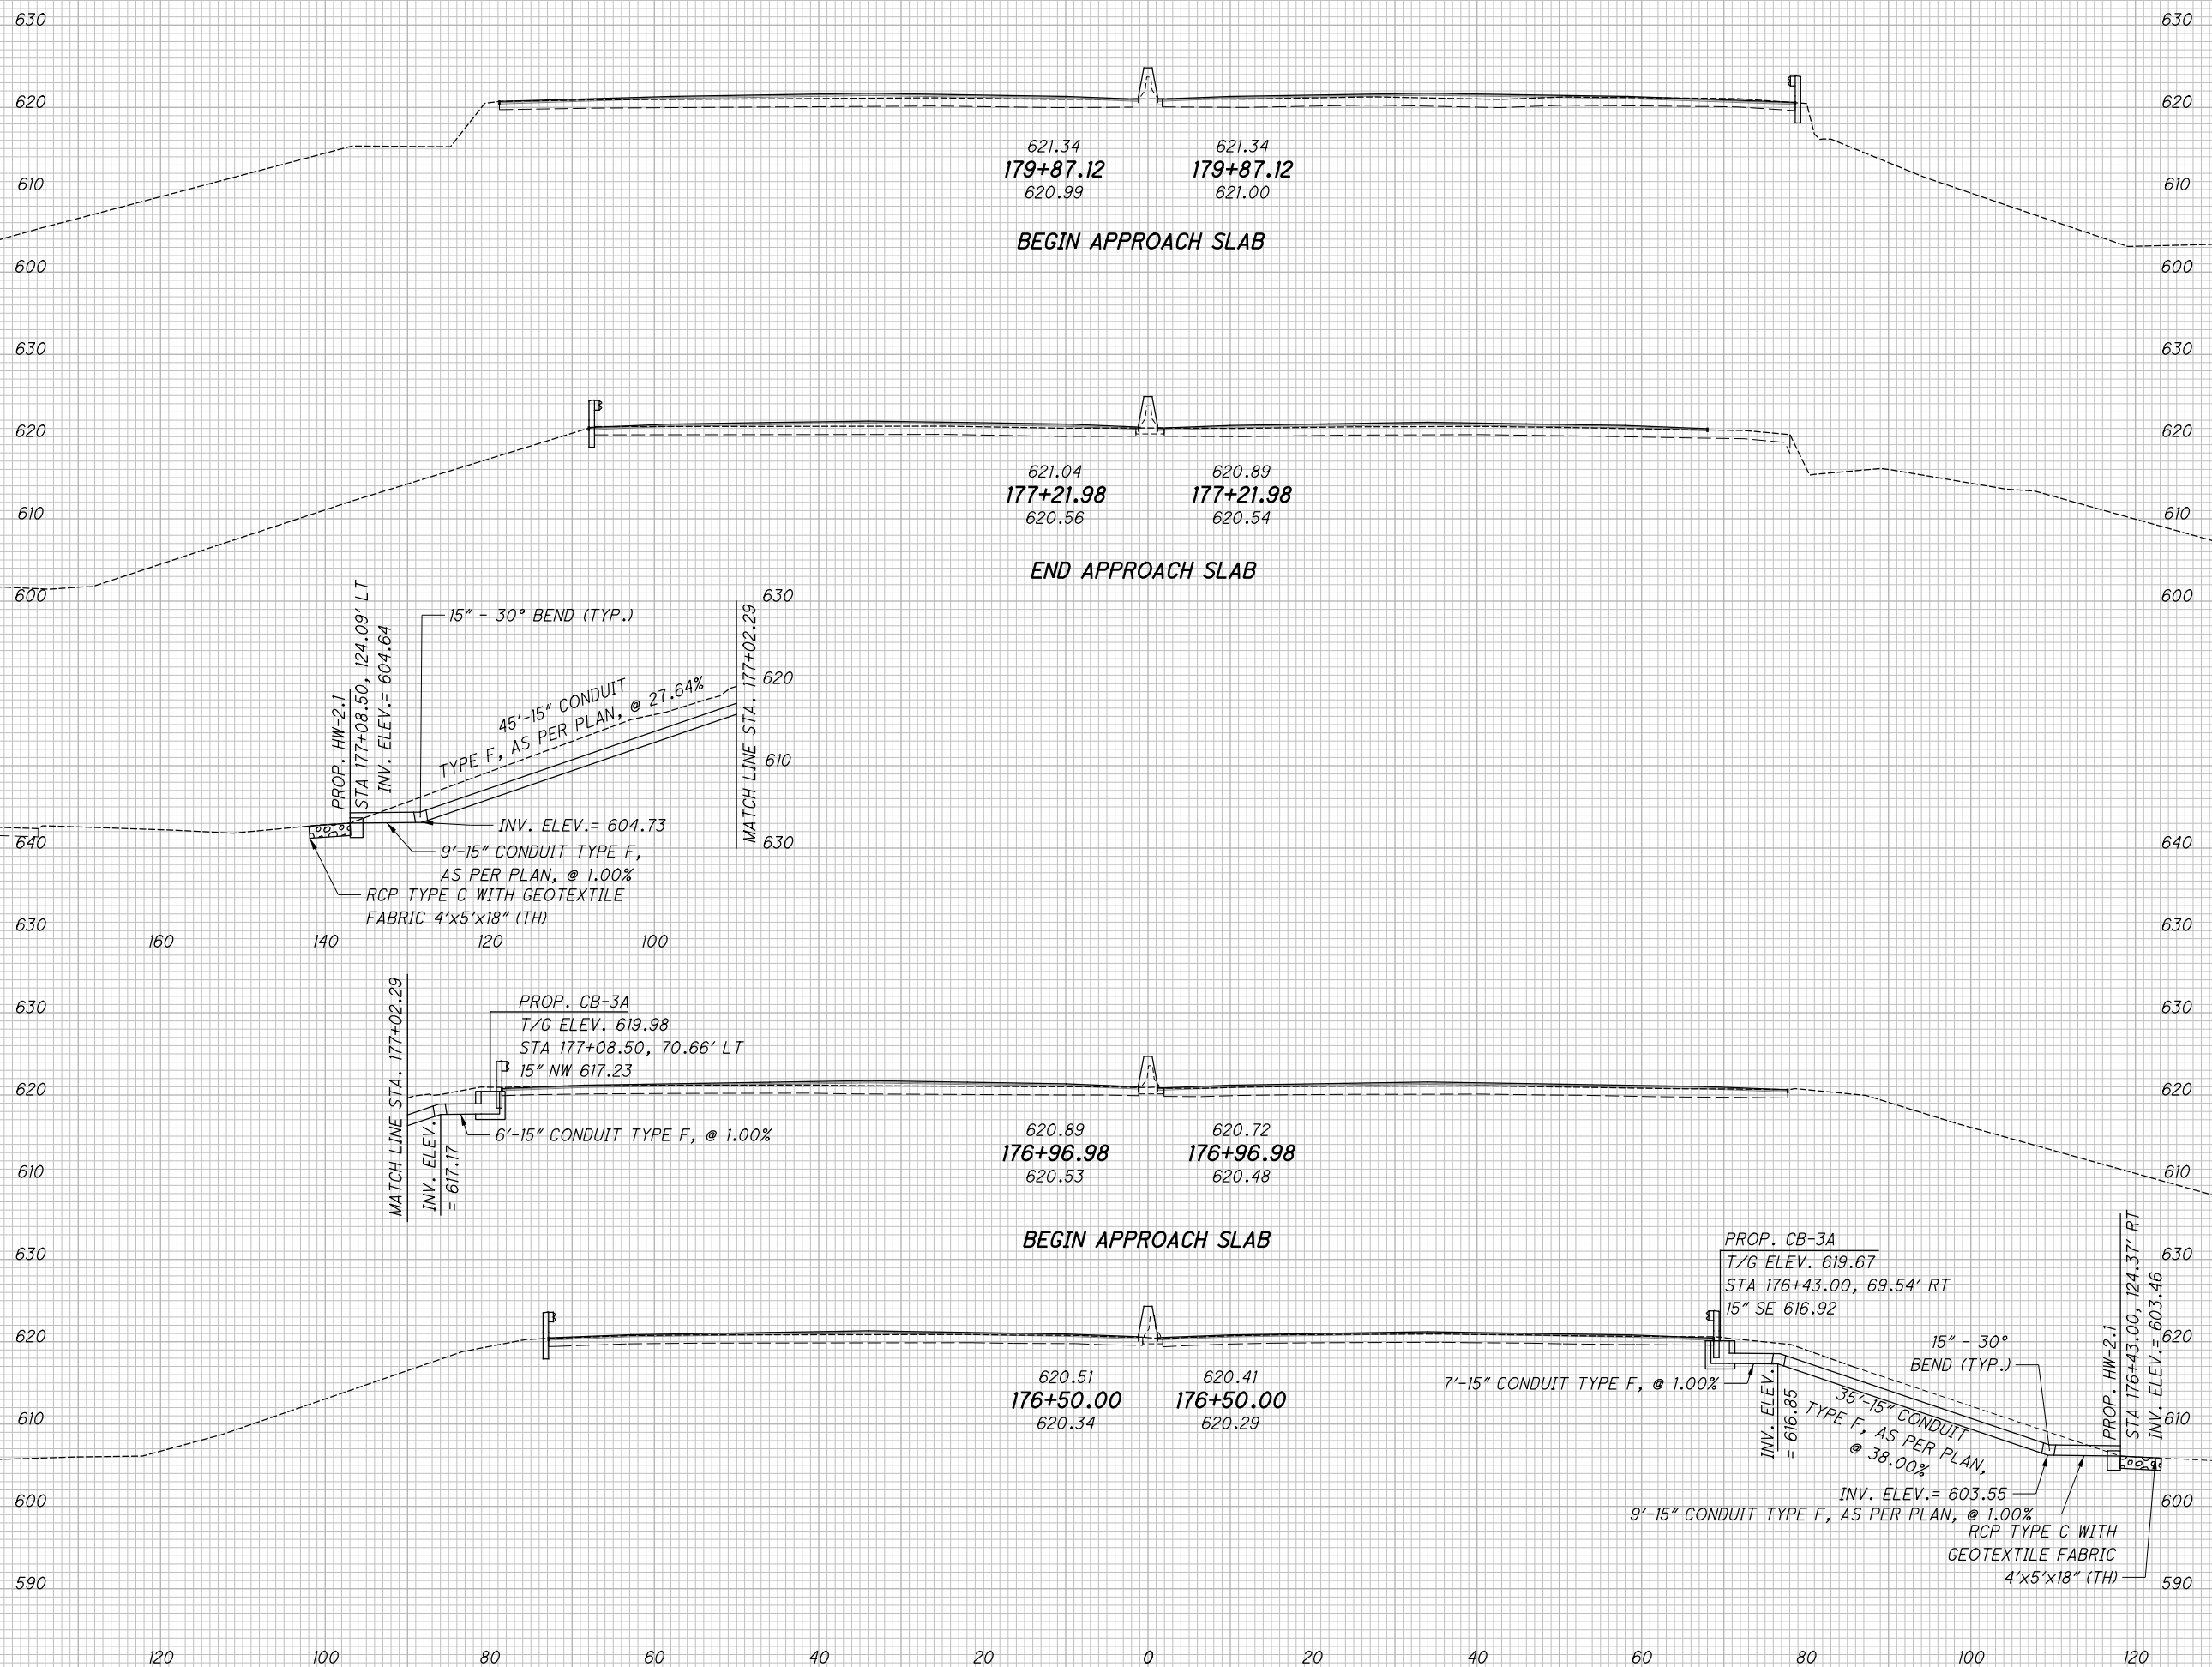 630 630
620 620
621.34 621.34
179+87.12 179+87.12
620.99 621.00
610 610
BEGIN APPROACH SLAB
600 600
630 630
620 620
621.04 620.89
177+21.98 177+21.98
620.56 620.54
610 610
END APPROACH SLAB
600 630 600
15" - 30° BEND (TYP.)
PROP. HW-2.1
STA 177+08.50, 124.09' LT
INV. ELEV.= 604.64
45'-15" CONDUIT
TYPE F, AS PER PLAN, @ 27.64%
MATCH LINE STA. 177+02.29
620
610
INV. ELEV.= 604.73
640 630 640
9'-15" CONDUIT TYPE F,
AS PER PLAN, @ 1.00%
RCP TYPE C WITH GEOTEXTILE
FABRIC 4'x5'x18" (TH)
630 630
160 140 120 100
MATCH LINE STA. 177+02.29
630 630
PROP. CB-3A
T/G ELEV. 619.98
STA 177+08.50, 70.66' LT
15" NW 617.23
620 620
6'-15" CONDUIT TYPE F, @ 1.00%
INV. ELEV.
= 617.17
620.89 620.72
176+96.98 176+96.98
620.53 620.48
610 610
BEGIN APPROACH SLAB
630 630
PROP. CB-3A
T/G ELEV. 619.67
STA 176+43.00, 69.54' RT
15" SE 616.92
620 620
15" - 30°
BEND (TYP.)
PROP. HW-2.1
STA 176+43.00, 124.37' RT
INV. ELEV.= 603.46
620.51 620.41
176+50.00 176+50.00
620.34 620.29
7'-15" CONDUIT TYPE F, @ 1.00%
INV. ELEV.
= 616.85
35'-15" CONDUIT
TYPE F, AS PER PLAN,
@ 38.00%
610 610
INV. ELEV.= 603.55
600 600
9'-15" CONDUIT TYPE F, AS PER PLAN, @ 1.00%
RCP TYPE C WITH
GEOTEXTILE FABRIC
4'x5'x18" (TH)
590 590
120 100 80 60 40 20 0 20 40 60 80 100 120